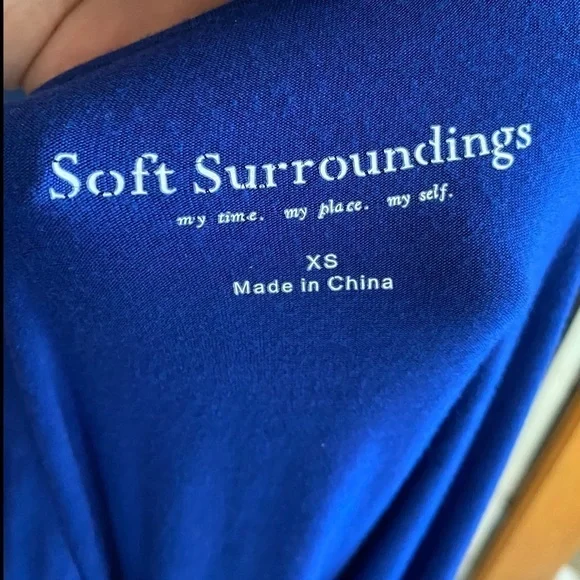 Soft Surroundings
my time. my place. my self.
XS
Made in China